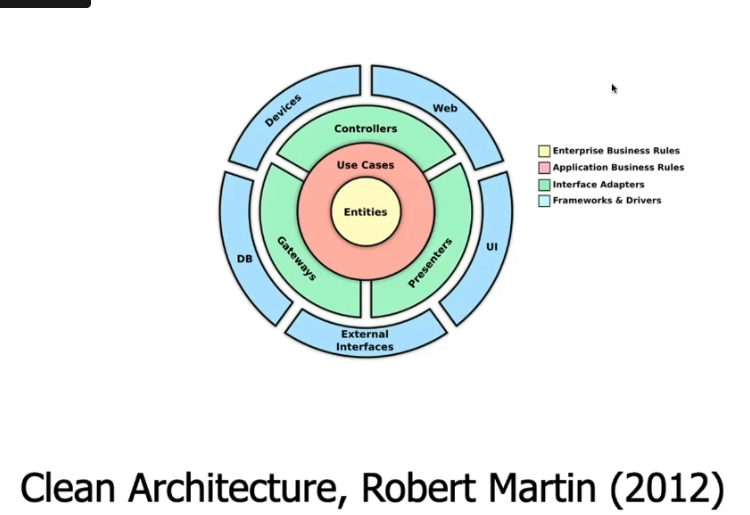 Devices
Web
Controllers
Use Cases
Entities
Gateways
Presenters
DB
UI
External
Interfaces
Enterprise Business Rules
Application Business Rules
Interface Adapters
Frameworks & Drivers
Clean Architecture, Robert Martin (2012)